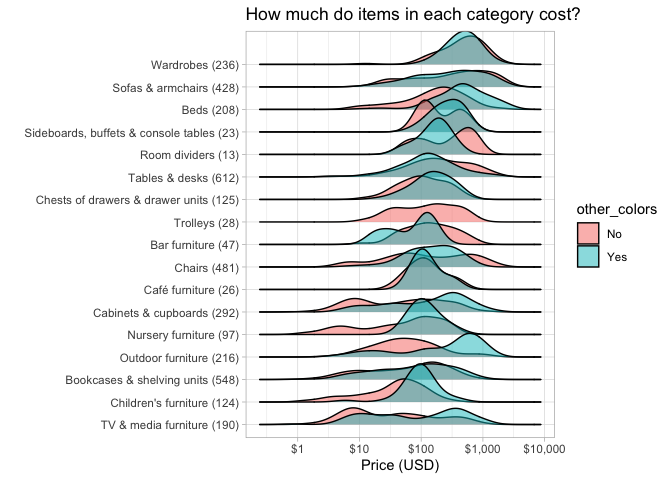 How much do items in each category cost?
Wardrobes (236)
Sofas & armchairs (428)
Beds (208)
Sideboards, buffets & console tables (23)
Room dividers (13)
Tables & desks (612)
Chests of drawers & drawer units (125)
Trolleys (28)
Bar furniture (47)
Chairs (481)
Café furniture (26)
Cabinets & cupboards (292)
Nursery furniture (97)
Outdoor furniture (216)
Bookcases & shelving units (548)
Children's furniture (124)
TV & media furniture (190)
$1 $10 $100 $1,000 $10,000
Price (USD)
other_colors
No
Yes